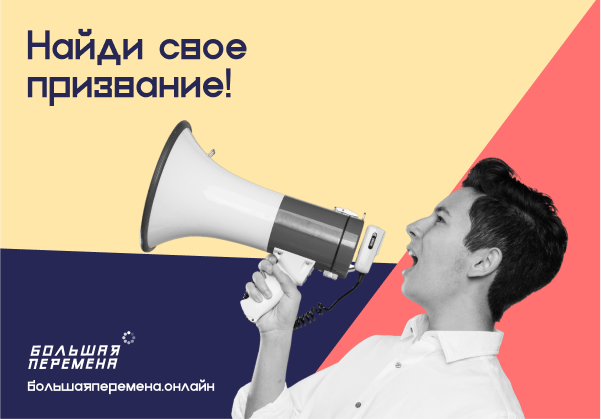 Найди свое
призвание!
БОЛЬШАЯ
ПЕРЕМЕНА
большаяперемена.онлайн